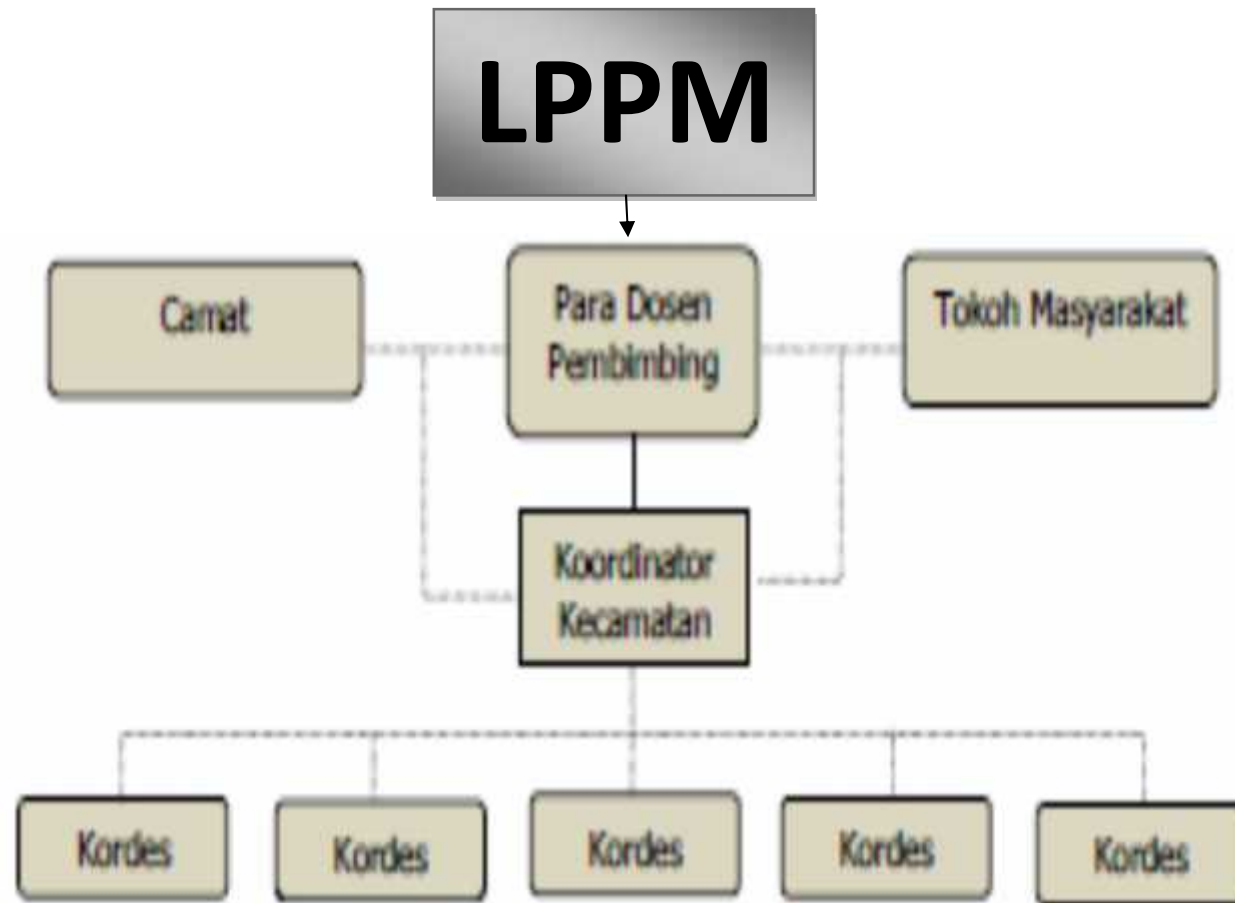 LPPM
Camat
Para Dosen
Pembimbing
Tokoh Masyarakat
Koordinator
Kecamatan
Kordes
Kordes
Kordes
Kordes
Kordes